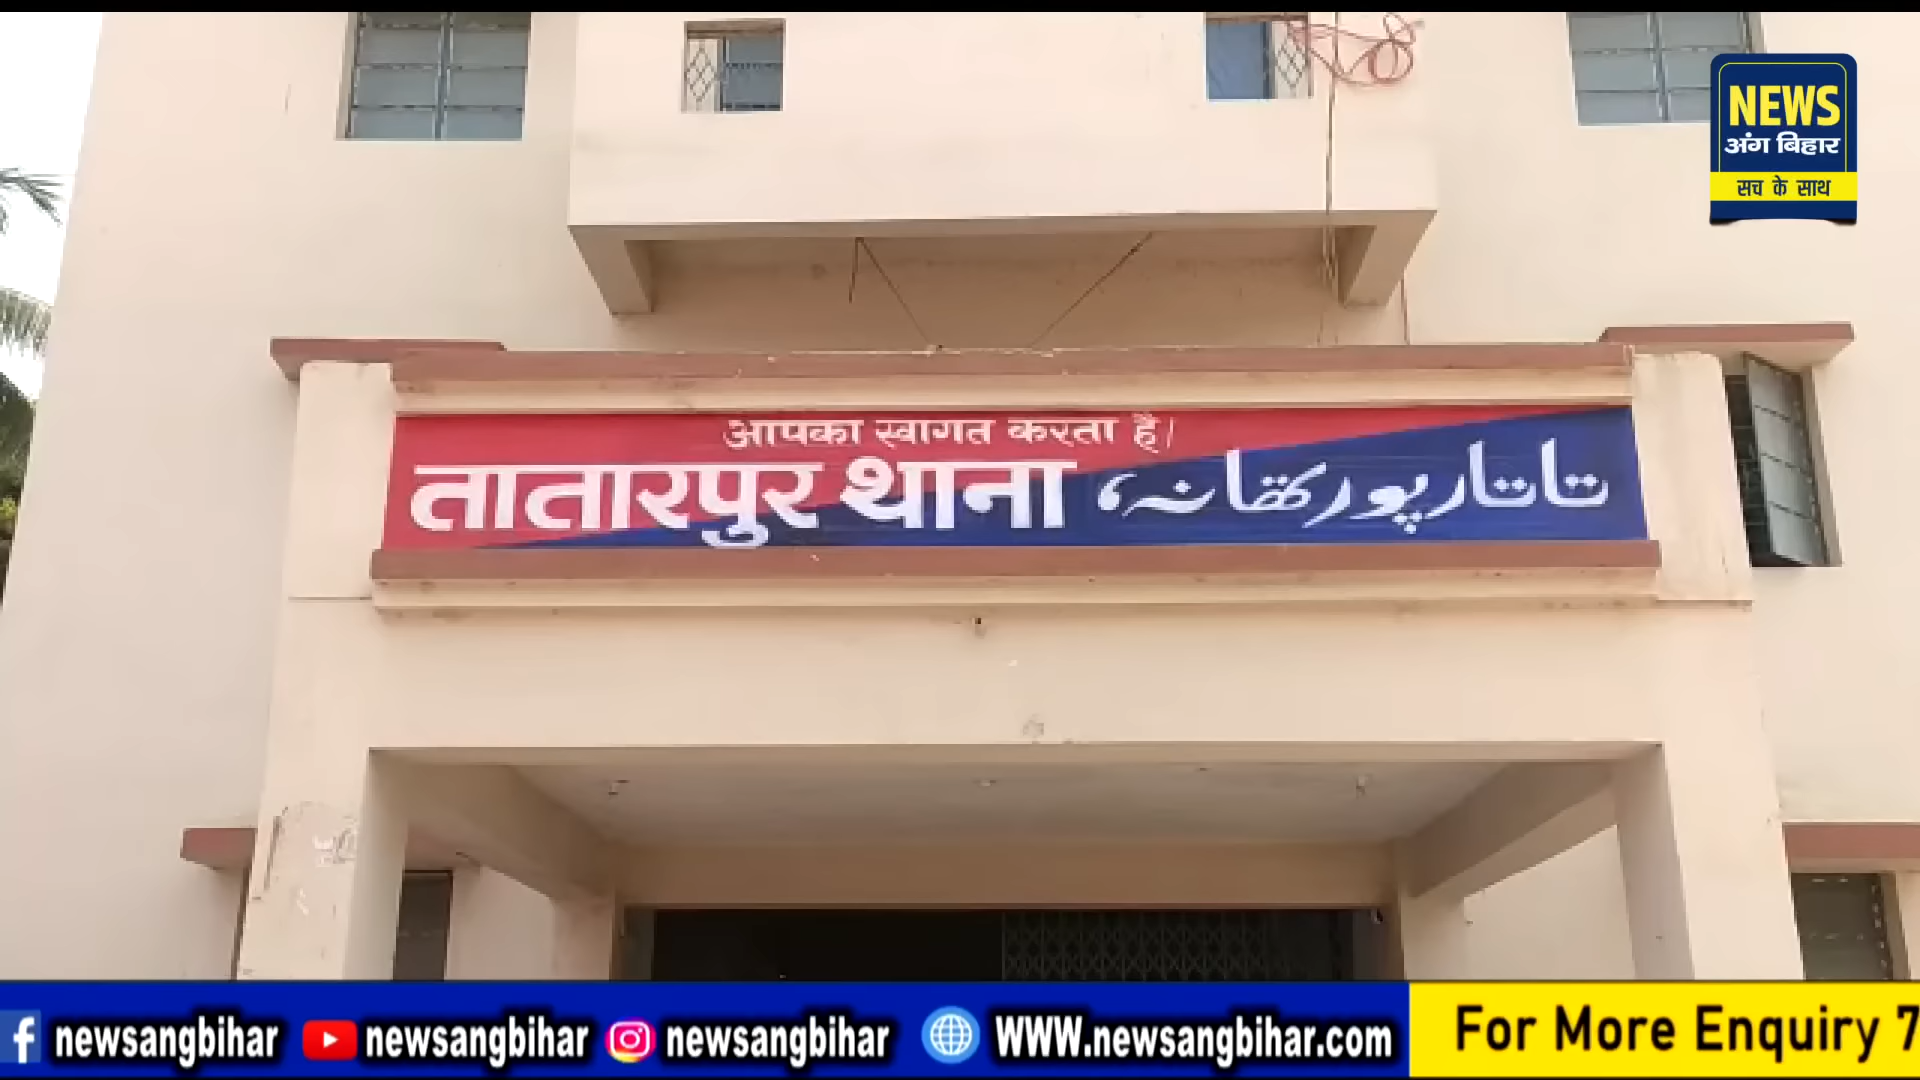 NEWS
अंग बिहार
सच के साथ
आपका स्वागत करता है।
तातारपुर थाना, تاتارپور تھانہ
newsangbihar newsangbihar newsangbihar WWW.newsangbihar.com For More Enquiry 7